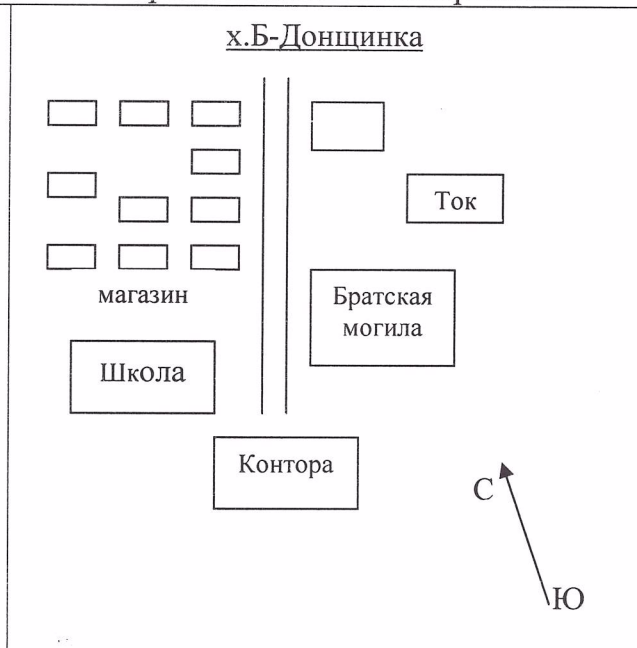 х.Б-Донщинка
Ток
Братская
могила
магазин
Школа
Контора
С
Ю